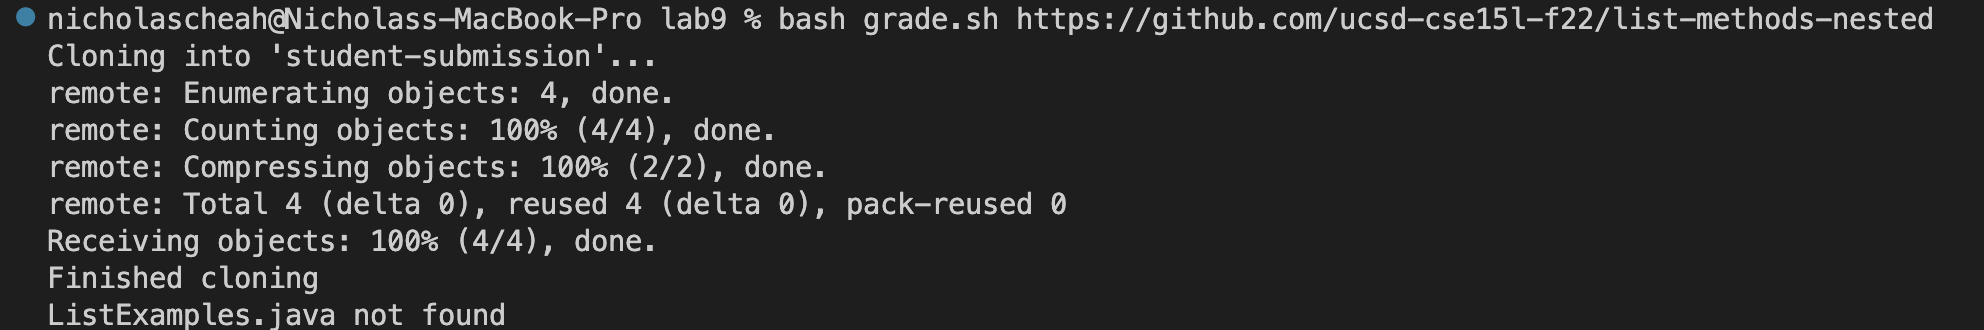 nicholascheah@Nicholass-MacBook-Pro lab9 % bash grade.sh https://github.com/ucsd-cse15l-f22/list-methods-nested
Cloning into 'student-submission'...
remote: Enumerating objects: 4, done.
remote: Counting objects: 100% (4/4), done.
remote: Compressing objects: 100% (2/2), done.
remote: Total 4 (delta 0), reused 4 (delta 0), pack-reused 0
Receiving objects: 100% (4/4), done.
Finished cloning
ListExamples.java not found